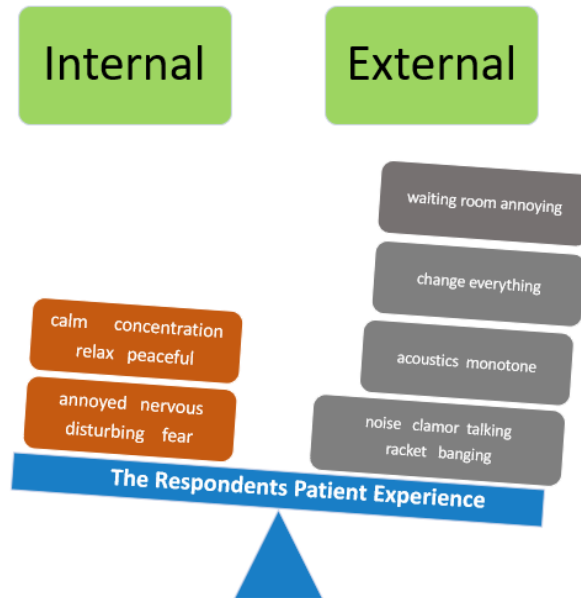 Internal
External
waiting room annoying
change everything
acoustics monotone
noise clamor talking
racket banging
calm concentration
relax peaceful
annoyed nervous
disturbing fear
The Respondents Patient Experience